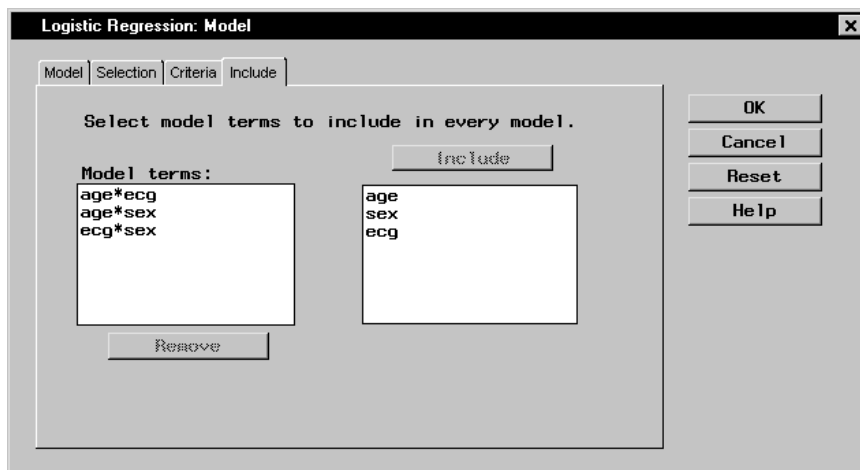 Logistic Regression: Model
Model Selection Criteria Include
Select model terms to include in every model.
Include
Model terms:
age*ecg
age*sex
ecg*sex
age
sex
ecg
Remove
OK
Cancel
Reset
Help